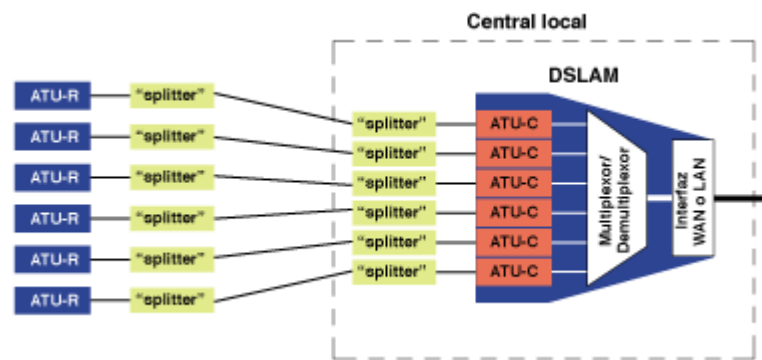 Central local
DSLAM
ATU-R "splitter"
ATU-R "splitter"
ATU-R "splitter"
ATU-R "splitter"
ATU-R "splitter"
ATU-R "splitter"
"splitter" ATU-C
"splitter" ATU-C
"splitter" ATU-C
"splitter" ATU-C
"splitter" ATU-C
"splitter" ATU-C
Multiplexor/
Demultiplexor
Interfaz
WAN o LAN